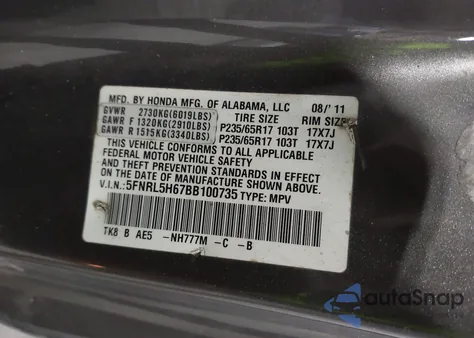 MFD. BY HONDA MFG. OF ALABAMA, LLC 08/'11
GVWR 2730KG(6019LBS) TIRE SIZE RIM SIZE
GAWR F 1320KG(2910LBS) P235/65R17 103T 17X7J
GAWR R 1515KG(3340LBS) P235/65R17 103T 17X7J
THIS VEHICLE CONFORMS TO ALL APPLICABLE
FEDERAL MOTOR VEHICLE SAFETY
AND THEFT PREVENTION STANDARDS IN EFFECT
ON THE DATE OF MANUFACTURE SHOWN ABOVE.
V.I.N.: 5FNRL5H67BB100735 TYPE: MPV
TK8 B AE5 -NH777M -C -B
autoSnap